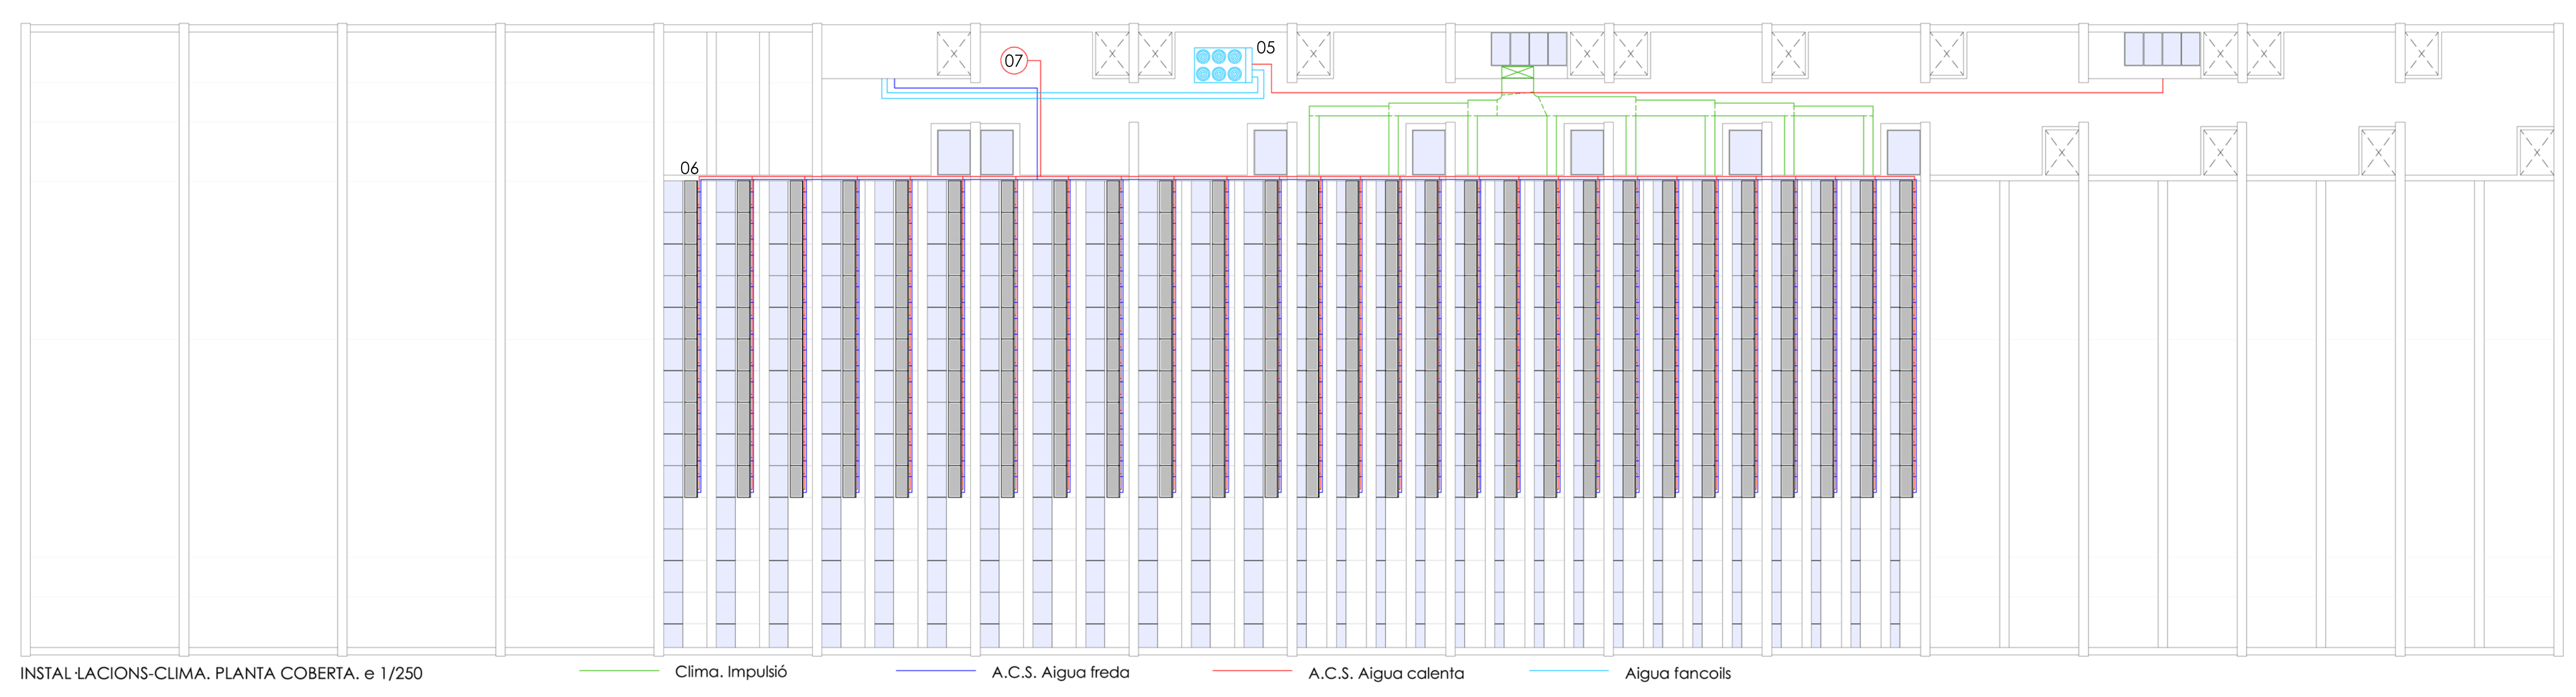 05
07
06
INSTAL·LACIONS-CLIMA. PLANTA COBERTA. e 1/250
Clima. Impulsió
A.C.S. Aigua freda
A.C.S. Aigua calenta
Aigua fancoils